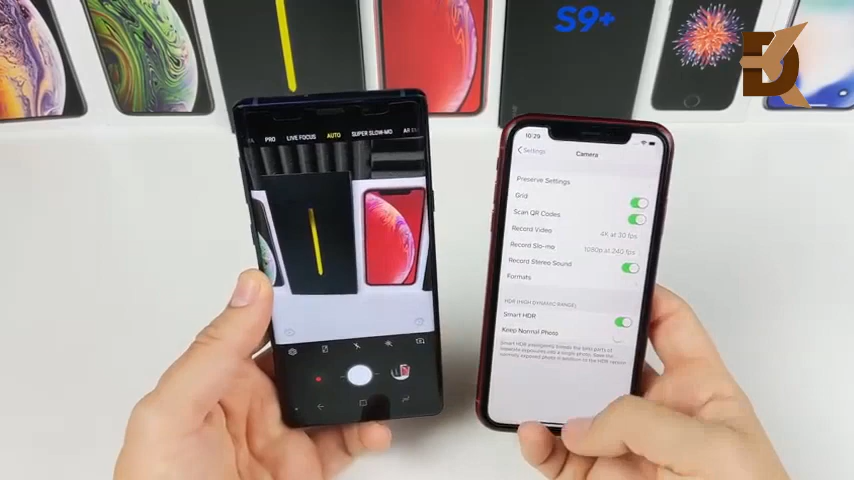 S9+
DK
PRO LIVE FOCUS AUTO SUPER SLOW-MO AR
10:29
Settings
Camera
Preserve Settings
Grid
Scan QR Codes
Record Video 4K at 30 fps
Record Slo-mo 1080p at 240 fps
Record Stereo Sound
Formats
HDR (HIGH DYNAMIC RANGE)
Smart HDR
Keep Normal Photo